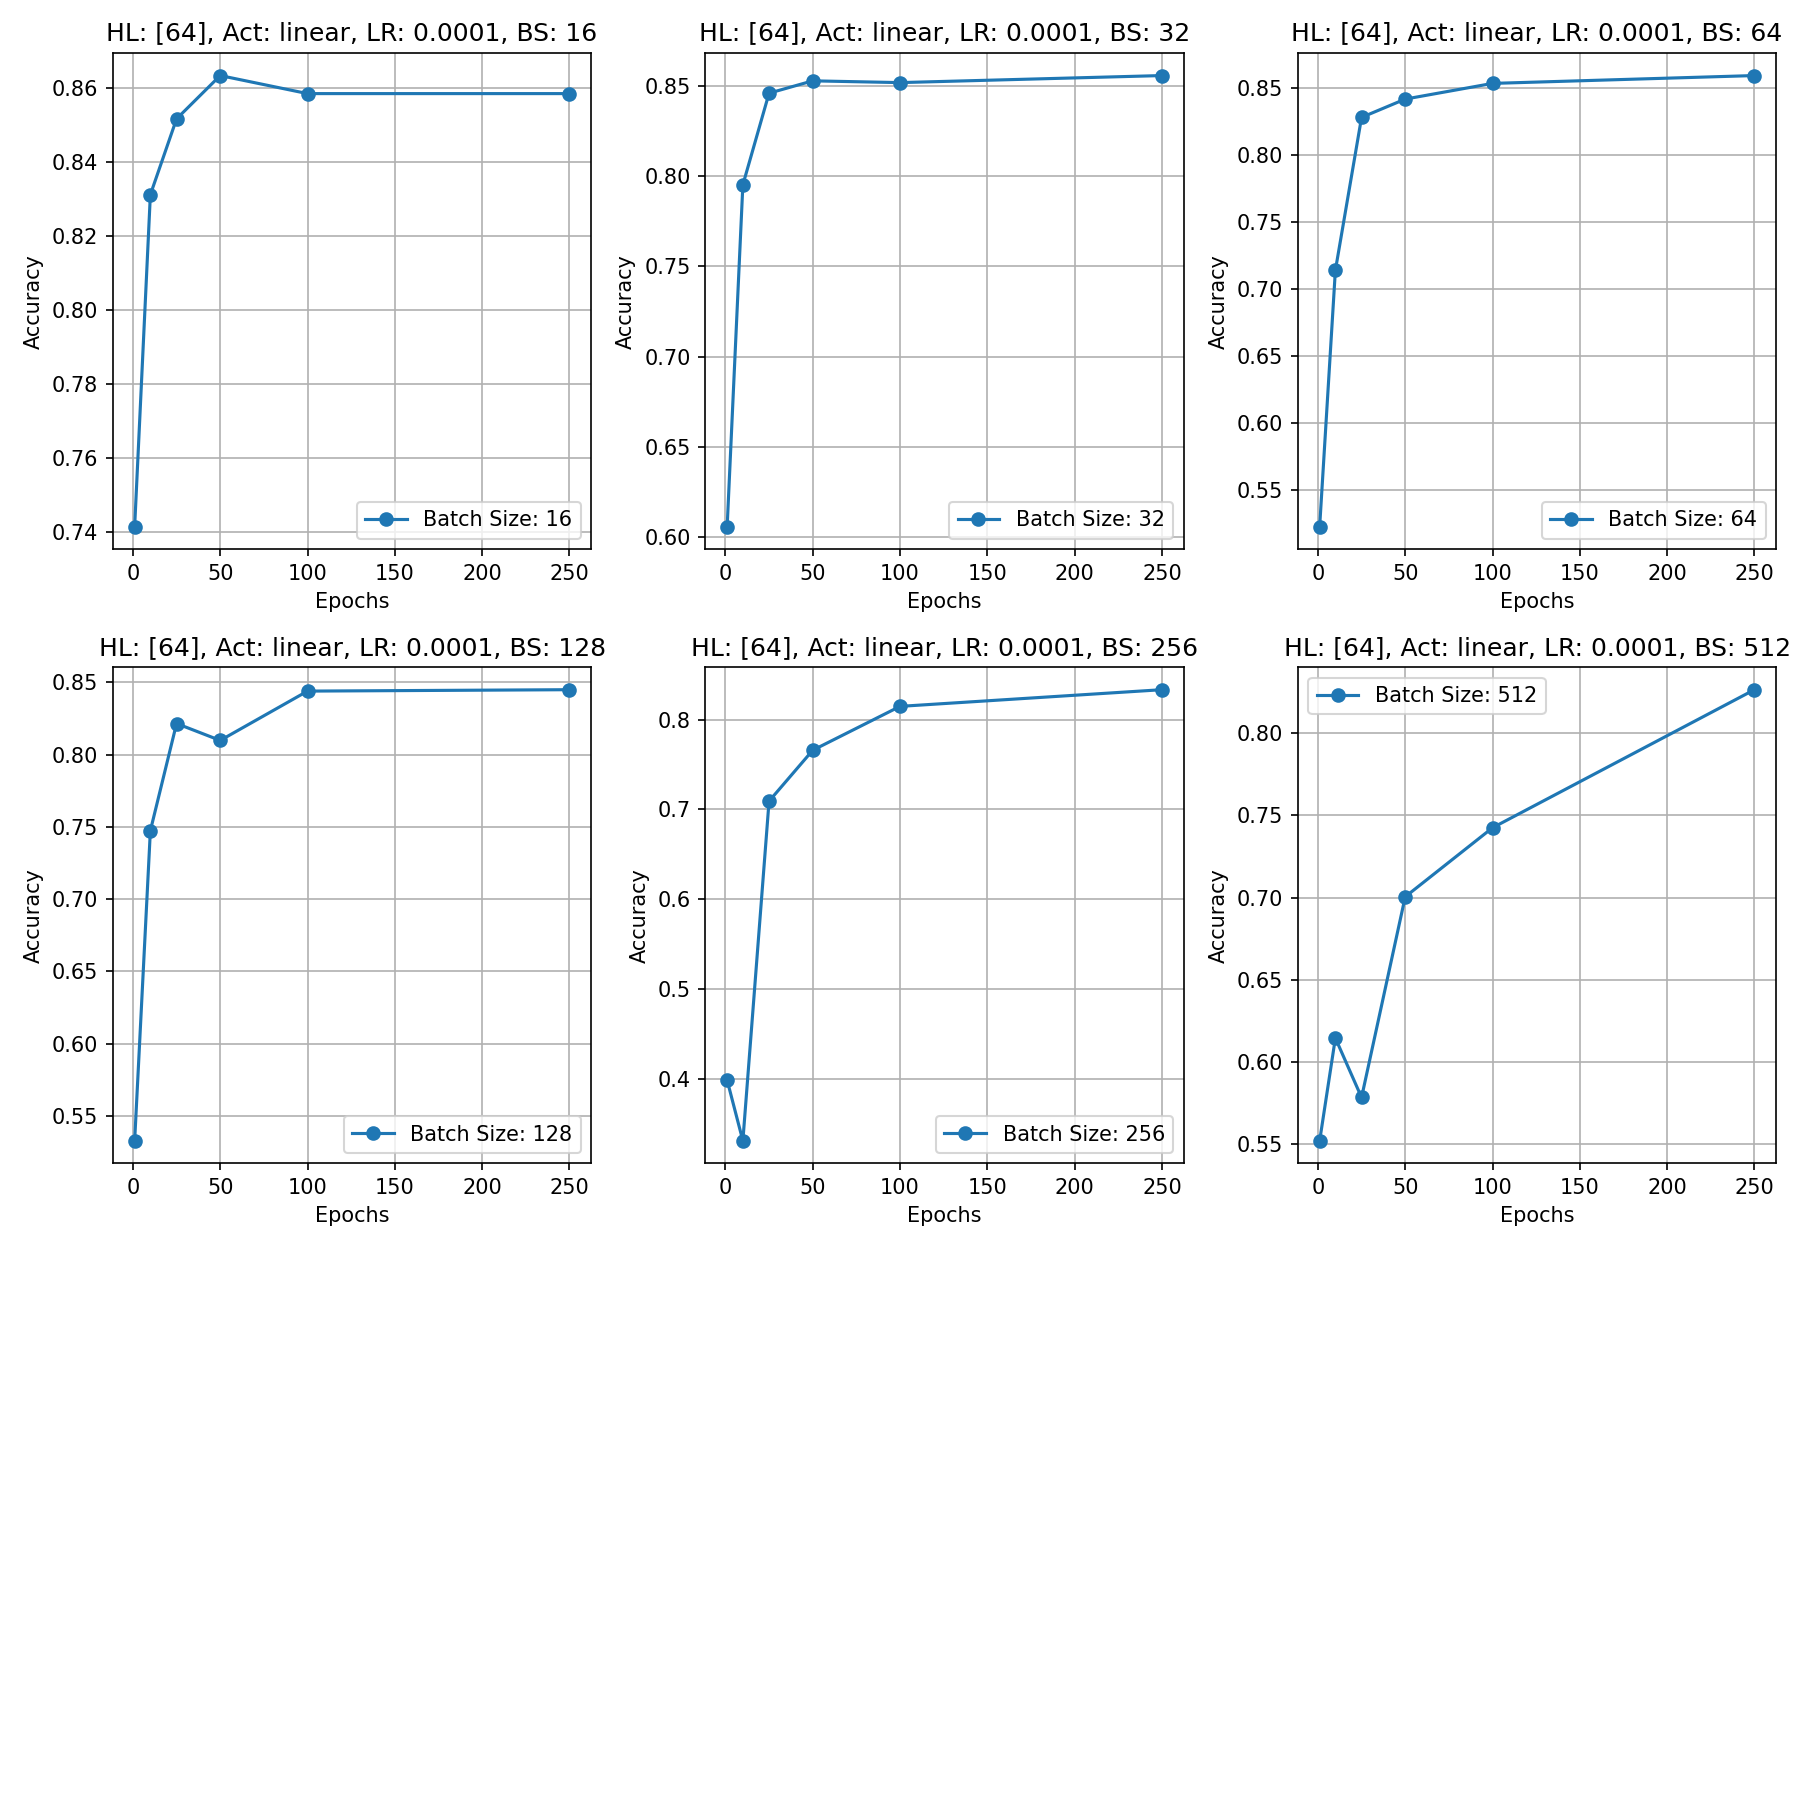 HL: [64], Act: linear, LR: 0.0001, BS: 16
0.86
0.84
0.82
0.80
0.78
0.76
0.74
Accuracy
Batch Size: 16
0 50 100 150 200 250
Epochs
HL: [64], Act: linear, LR: 0.0001, BS: 32
0.85
0.80
0.75
0.70
0.65
0.60
Accuracy
Batch Size: 32
0 50 100 150 200 250
Epochs
HL: [64], Act: linear, LR: 0.0001, BS: 64
0.85
0.80
0.75
0.70
0.65
0.60
0.55
Accuracy
Batch Size: 64
0 50 100 150 200 250
Epochs
HL: [64], Act: linear, LR: 0.0001, BS: 128
0.85
0.80
0.75
0.70
0.65
0.60
0.55
Accuracy
Batch Size: 128
0 50 100 150 200 250
Epochs
HL: [64], Act: linear, LR: 0.0001, BS: 256
0.8
0.7
0.6
0.5
0.4
Accuracy
Batch Size: 256
0 50 100 150 200 250
Epochs
HL: [64], Act: linear, LR: 0.0001, BS: 512
Batch Size: 512
0.80
0.75
0.70
0.65
0.60
0.55
Accuracy
0 50 100 150 200 250
Epochs